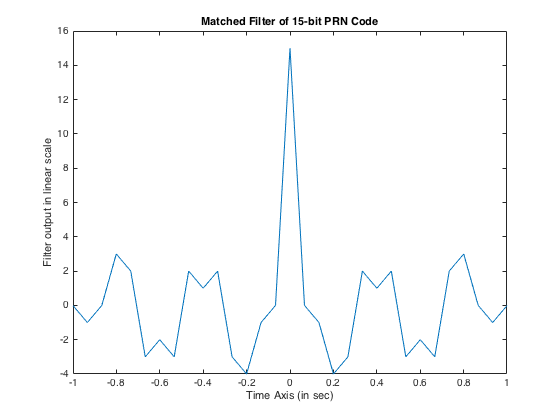 Matched Filter of 15-bit PRN Code
16
14
12
10
8
6
4
2
0
-2
-4
Filter output in linear scale
-1 -0.8 -0.6 -0.4 -0.2 0 0.2 0.4 0.6 0.8 1
Time Axis (in sec)